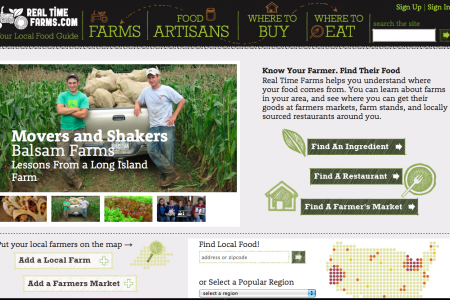 REAL TIME
FARMS.COM
Your Local Food Guide
FARMS
FOOD
ARTISANS
WHERE TO
BUY
WHERE TO
EAT
Sign Up | Sign In
search the site
Movers and Shakers
Balsam Farms
Lessons From a Long Island
Farm
Know Your Farmer. Find Their Food
Real Time Farms helps you understand where
your food comes from. You can learn about farms
in your area, and see where you can get their
goods at farmers markets, farm stands, and locally
sourced restaurants around you.
Find An Ingredient
Find A Restaurant
Find A Farmer's Market
Put your local farmers on the map →
Add a Local Farm
Add a Farmers Market
Find Local Food!
address or zipcode
or Select a Popular Region
select a region